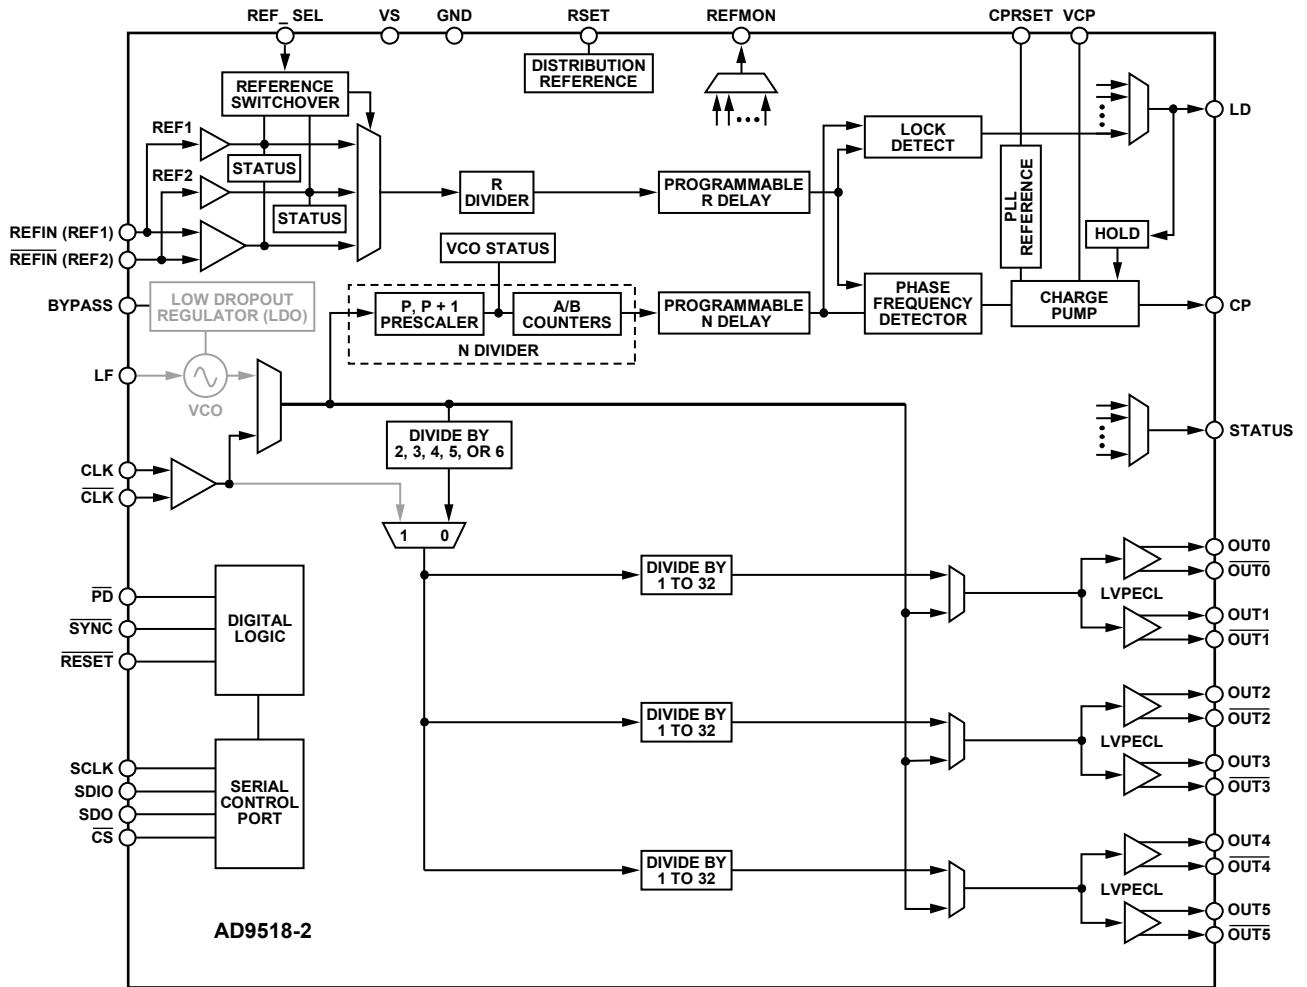 REF_ SEL
VS
GND
RSET
REFMON
CPRSET
VCP
DISTRIBUTION
REFERENCE
REFERENCE
SWITCHOVER
REF1
STATUS
REF2
STATUS
REFIN (REF1)
REFIN (REF2)
R
DIVIDER
PROGRAMMABLE
R DELAY
LOCK
DETECT
LD
PLL
REFERENCE
HOLD
VCO STATUS
BYPASS
LOW DROPOUT
REGULATOR (LDO)
P, P + 1
PRESCALER
A/B
COUNTERS
N DIVIDER
PROGRAMMABLE
N DELAY
PHASE
FREQUENCY
DETECTOR
CHARGE
PUMP
CP
LF
VCO
DIVIDE BY
2, 3, 4, 5, OR 6
STATUS
CLK
CLK
1 0
DIVIDE BY
1 TO 32
LVPECL
OUT0
OUT0
OUT1
OUT1
PD
SYNC
RESET
DIGITAL
LOGIC
DIVIDE BY
1 TO 32
LVPECL
OUT2
OUT2
OUT3
OUT3
SCLK
SDIO
SDO
CS
SERIAL
CONTROL
PORT
DIVIDE BY
1 TO 32
LVPECL
OUT4
OUT4
OUT5
OUT5
AD9518-2